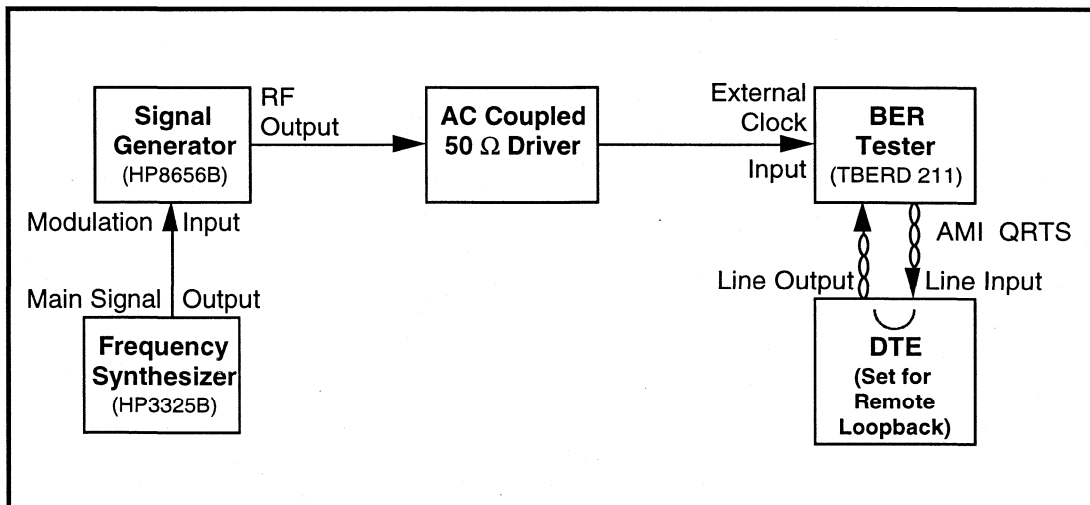 Signal
Generator
(HP8656B)
RF
Output
AC Coupled
50 Ω Driver
External
Clock
Input
BER
Tester
(TBERD 211)
Modulation Input
AMI QRTS
Main Signal Output
Line Output
Line Input
Frequency
Synthesizer
(HP3325B)
DTE
(Set for
Remote
Loopback)